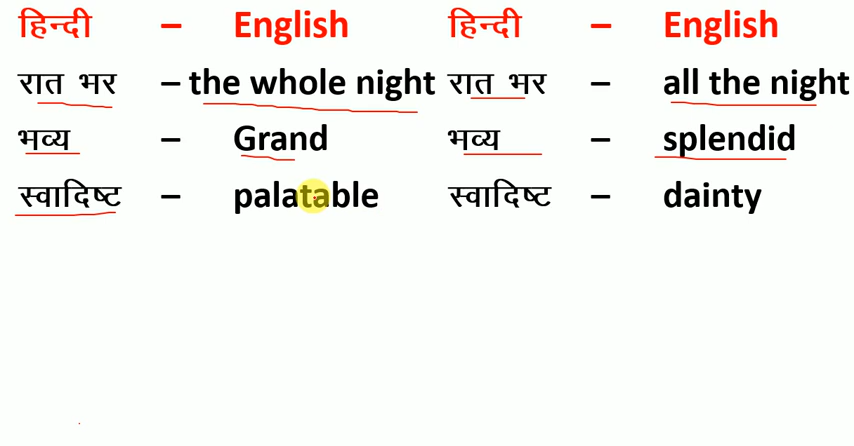 हिन्दी – English हिन्दी – English
रात भर – the whole night रात भर – all the night
भव्य – Grand भव्य – splendid
स्वादिष्ट – palatable स्वादिष्ट – dainty